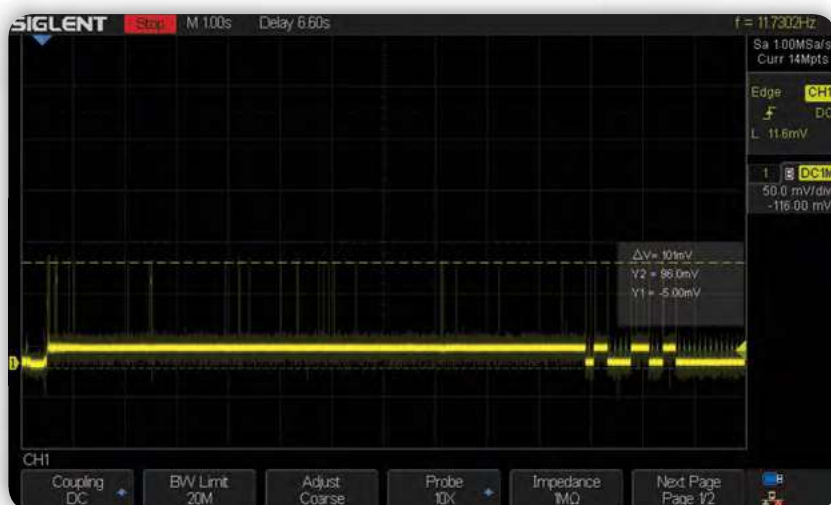 SIGLENT Stop M 1.00s Delay 6.60s f = 11.7302Hz
Sa 1.00MSa/s
Curr 14Mpts
Edge CH1
DC
L 11.6mV
1 B DC1M
50.0 mV/div
-116.00 mV
ΔV= 101mV
Y2 = 96.0mV
Y1 = -5.00mV
1
CH1
Coupling BW Limit Adjust Probe Impedance Next Page
DC 20M Coarse 10X 1MΩ Page 1/2